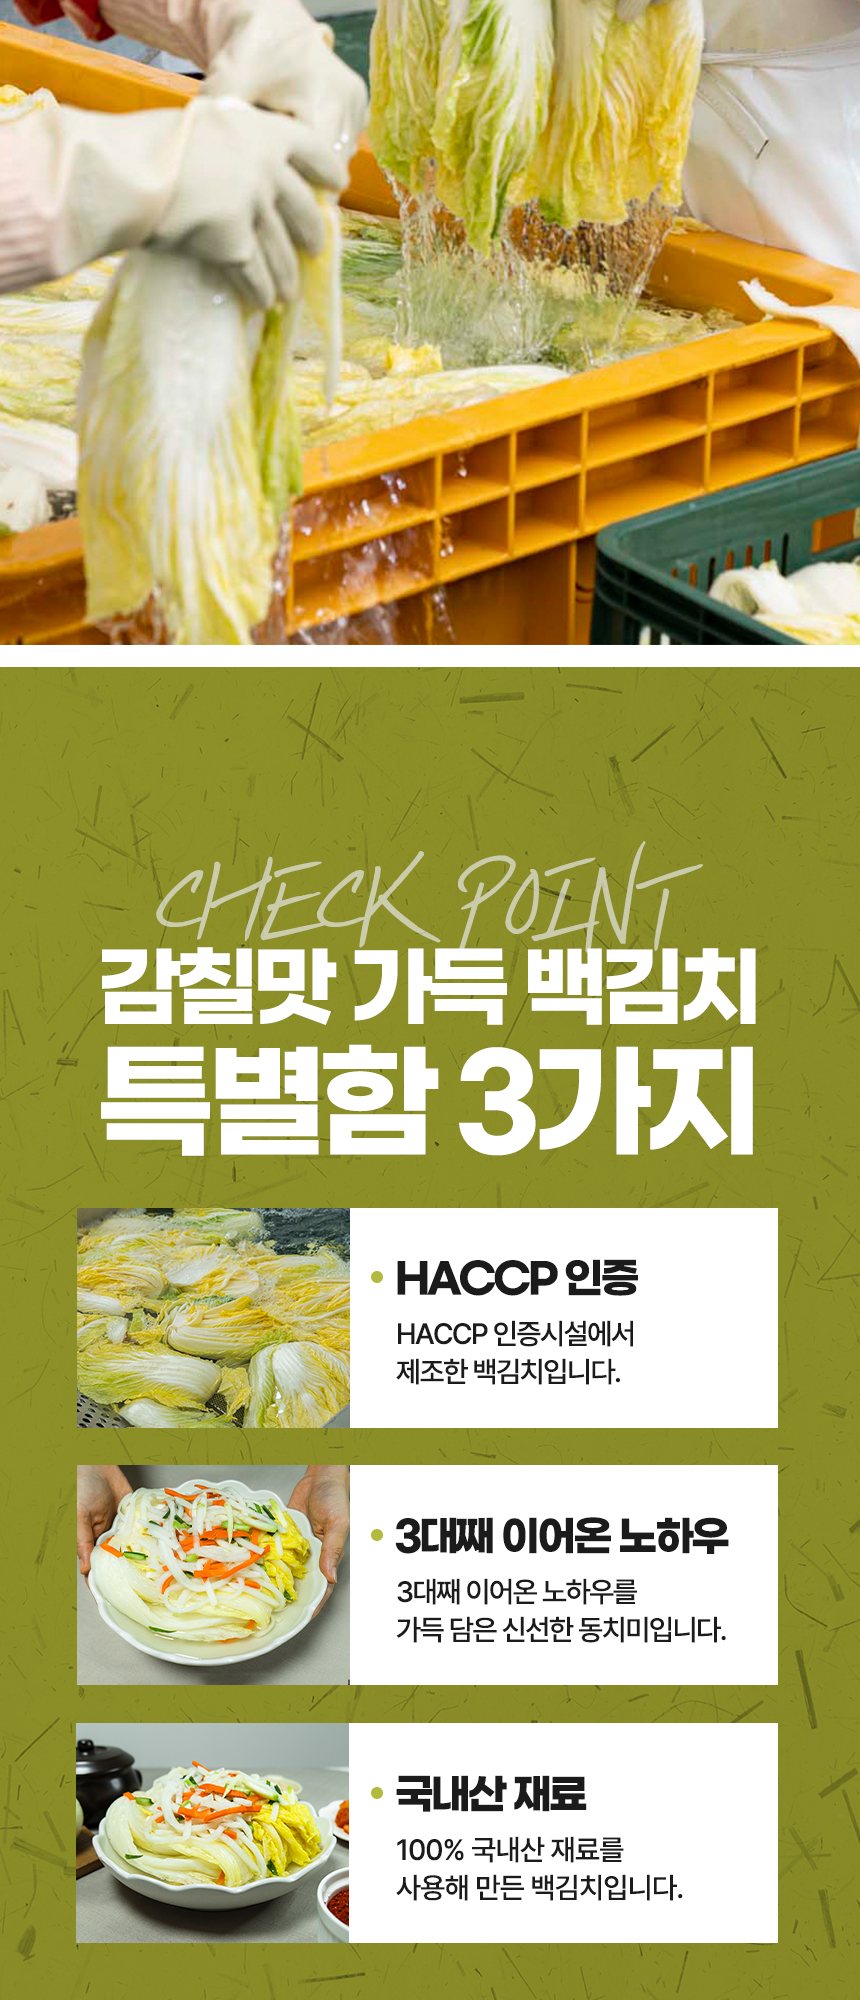 CHECK POINT
감칠맛 가득 백김치
특별함 3가지
HACCP 인증
HACCP 인증시설에서
제조한 백김치입니다.
3대째 이어온 노하우
3대째 이어온 노하우를
가득 담은 신선한 동치미입니다.
국내산 재료
100% 국내산 재료를
사용해 만든 백김치입니다.